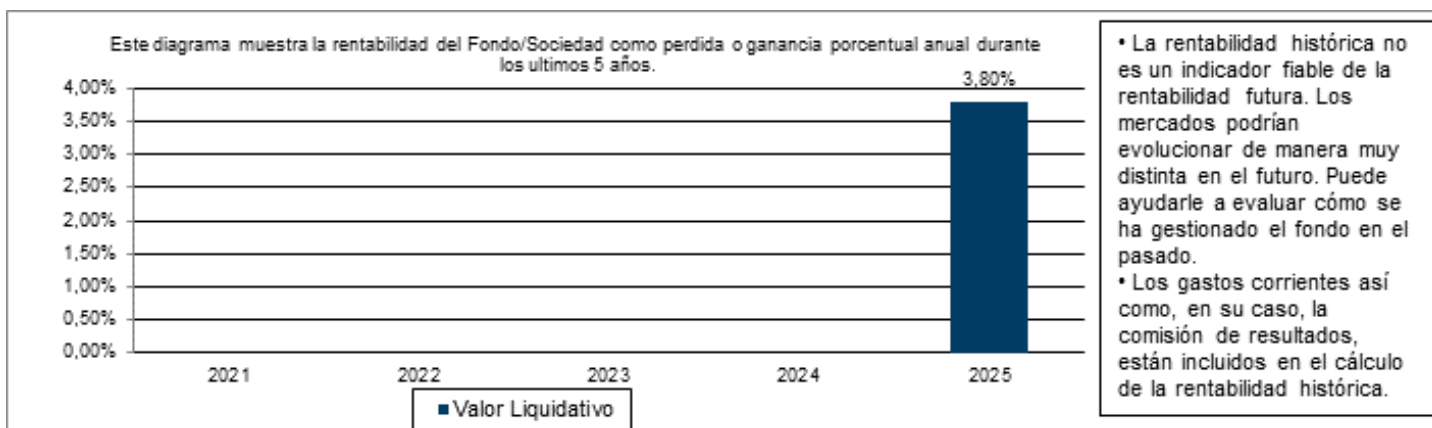 Este diagrama muestra la rentabilidad del Fondo/Sociedad como perdida o ganancia porcentual anual durante
los ultimos 5 años.
4,00%
3,50%
3,00%
2,50%
2,00%
1,50%
1,00%
0,50%
0,00%
3,80%
2021
2022
2023
2024
2025
Valor Liquidativo
• La rentabilidad histórica no
es un indicador fiable de la
rentabilidad futura. Los
mercados podrían
evolucionar de manera muy
distinta en el futuro. Puede
ayudarle a evaluar cómo se
ha gestionado el fondo en el
pasado.
• Los gastos corrientes así
como, en su caso, la
comisión de resultados,
están incluidos en el cálculo
de la rentabilidad histórica.